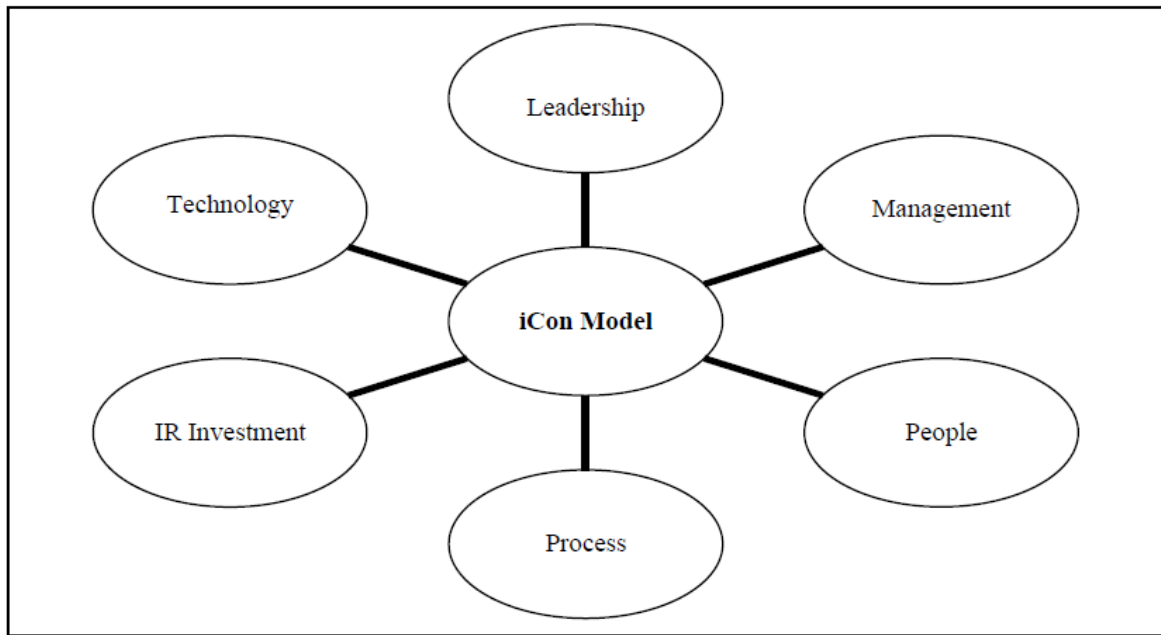 Leadership
Technology
Management
iCon Model
IR Investment
People
Process